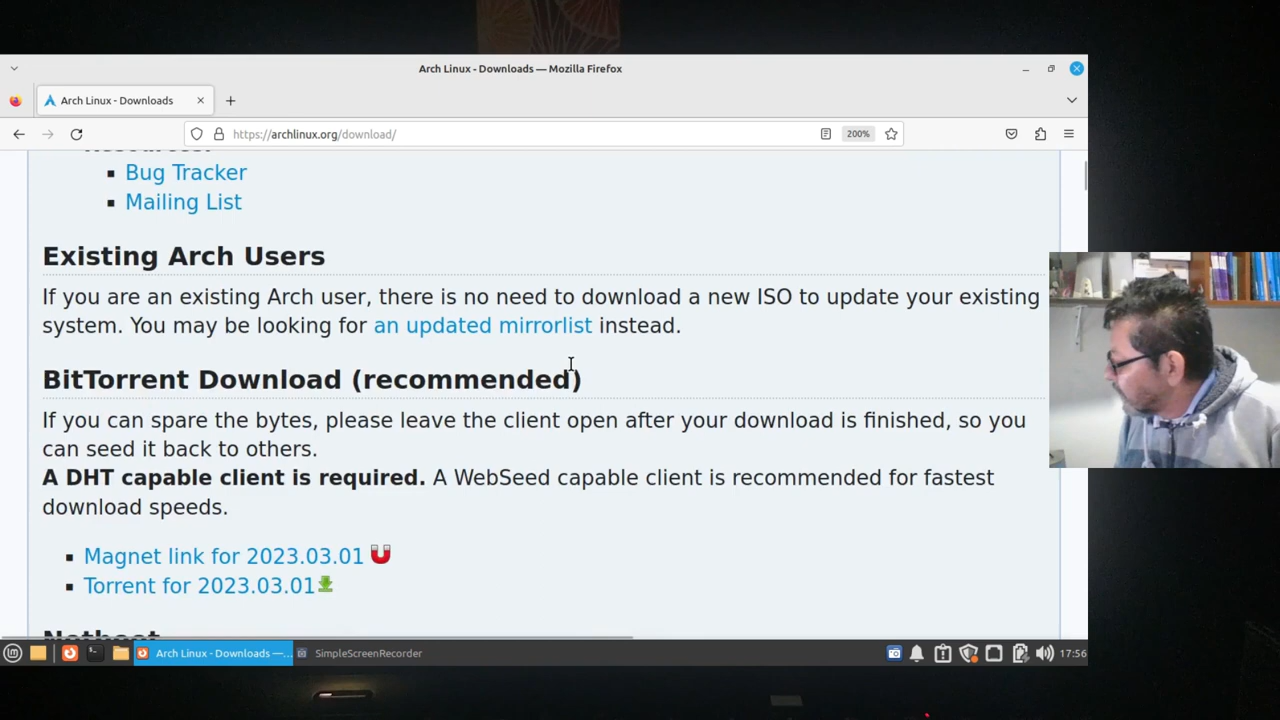 Arch Linux - Downloads — Mozilla Firefox
Arch Linux - Downloads
https://archlinux.org/download/
200%
Resources:
Bug Tracker
Mailing List
Existing Arch Users
If you are an existing Arch user, there is no need to download a new ISO to update your existing
system. You may be looking for an updated mirrorlist instead.
BitTorrent Download (recommended)
If you can spare the bytes, please leave the client open after your download is finished, so you
can seed it back to others.
A DHT capable client is required. A WebSeed capable client is recommended for fastest
download speeds.
Magnet link for 2023.03.01
Torrent for 2023.03.01
Netboot
Arch Linux - Downloads —...
SimpleScreenRecorder
17:56